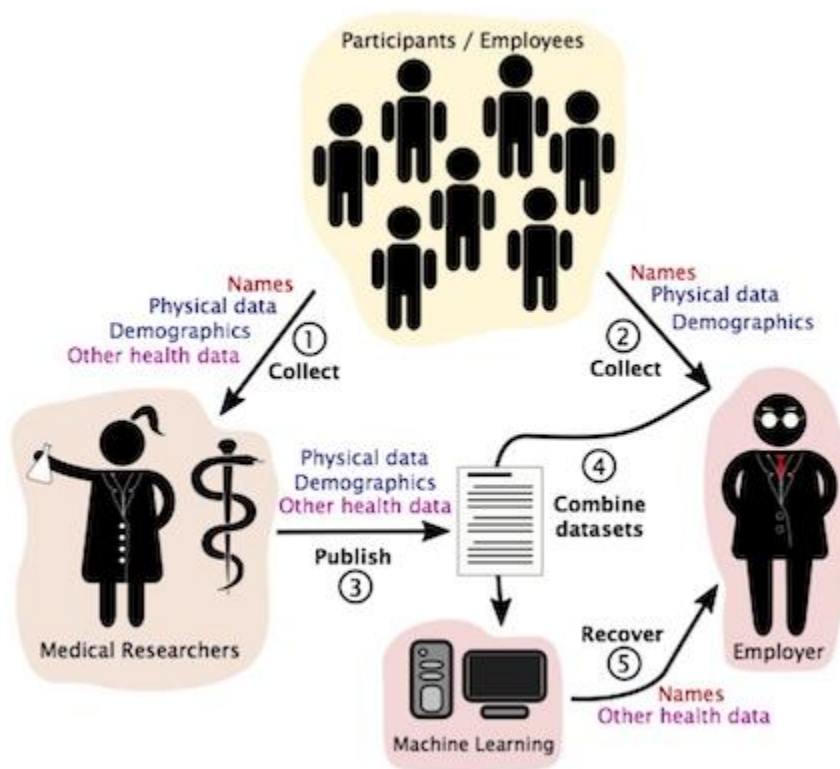 Participants / Employees
Names
Physical data
Demographics
Other health data
1
Collect
Names
Physical data
Demographics
2
Collect
Physical data
Demographics
Other health data
Publish
3
4
Combine
datasets
Medical Researchers
Recover
5
Names
Other health data
Employer
Machine Learning